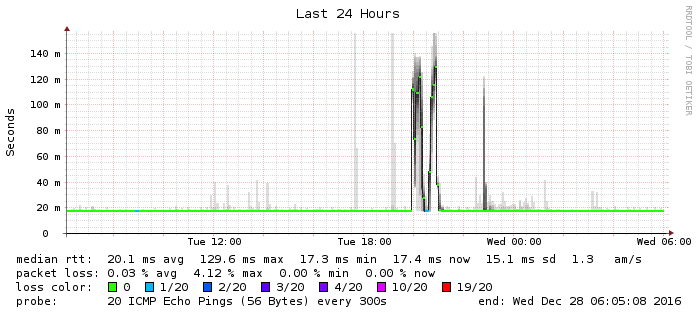 Last 24 Hours
RRDTOOL / TOBI OETIKER
Seconds
140 m
120 m
100 m
80 m
60 m
40 m
20 m
0
Tue 12:00 Tue 18:00 Wed 00:00 Wed 06:00
median rtt: 20.1 ms avg 129.6 ms max 17.3 ms min 17.4 ms now 15.1 ms sd 1.3 am/s
packet loss: 0.03 % avg 4.12 % max 0.00 % min 0.00 % now
loss color: 0 1/20 2/20 3/20 4/20 10/20 19/20
probe: 20 ICMP Echo Pings (56 Bytes) every 300s end: Wed Dec 28 06:05:08 2016